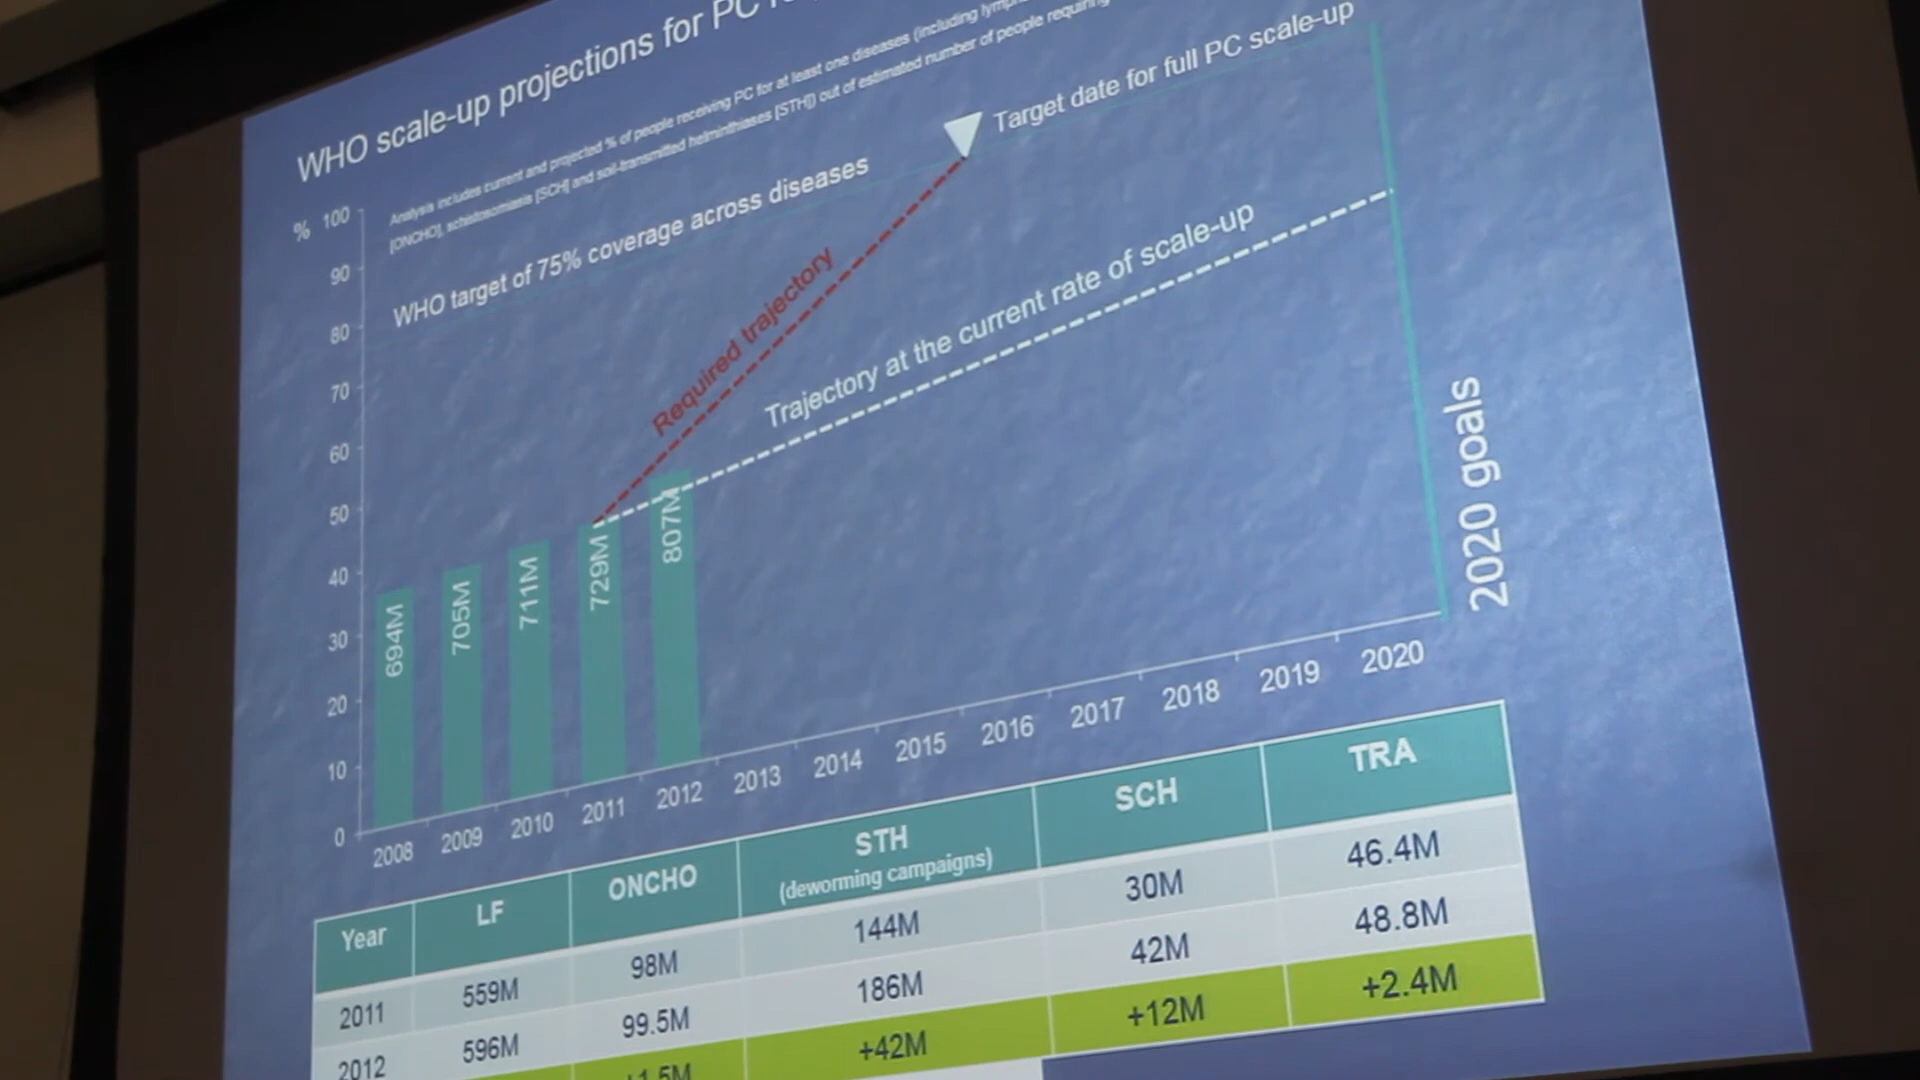 WHO scale-up projections for PC
Analysis includes current and projected % of people receiving PC for at least one diseases (including
[ONCHO], schistosomiasis [SCH] and soil-transmitted helminthiases [STH]) out of estimated number of people requiring
Target date for full PC scale-up
WHO target of 75% coverage across diseases
Required trajectory
Trajectory at the current rate of scale-up
2020 goals
% 100
90
80
70
60
50
40
30
20
10
0
694M
705M
711M
729M
807M
2008 2009 2010 2011 2012 2013 2014 2015 2016 2017 2018 2019 2020
Year LF ONCHO STH SCH TRA
(deworming campaigns)
2011 559M 98M 144M 30M 46.4M
2012 596M 99.5M 186M 42M 48.8M
+1.5M +42M +12M +2.4M